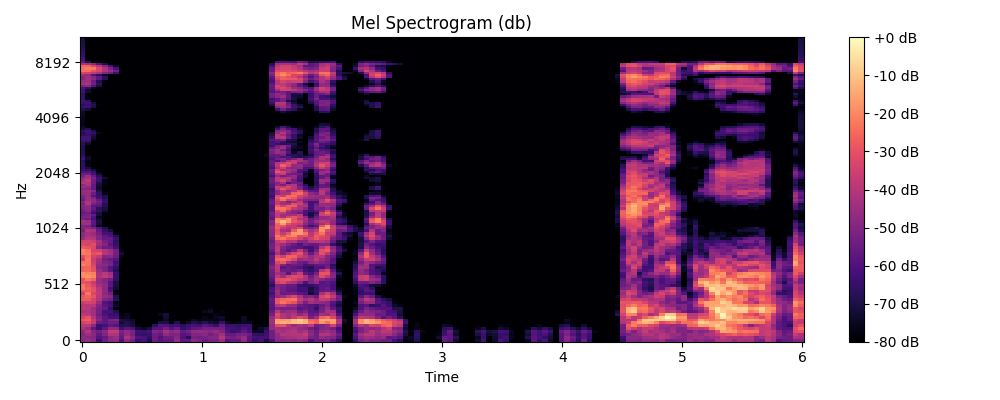 Mel Spectrogram (db)
Hz
8192
4096
2048
1024
512
0
0 1 2 3 4 5 6
Time
+0 dB
-10 dB
-20 dB
-30 dB
-40 dB
-50 dB
-60 dB
-70 dB
-80 dB